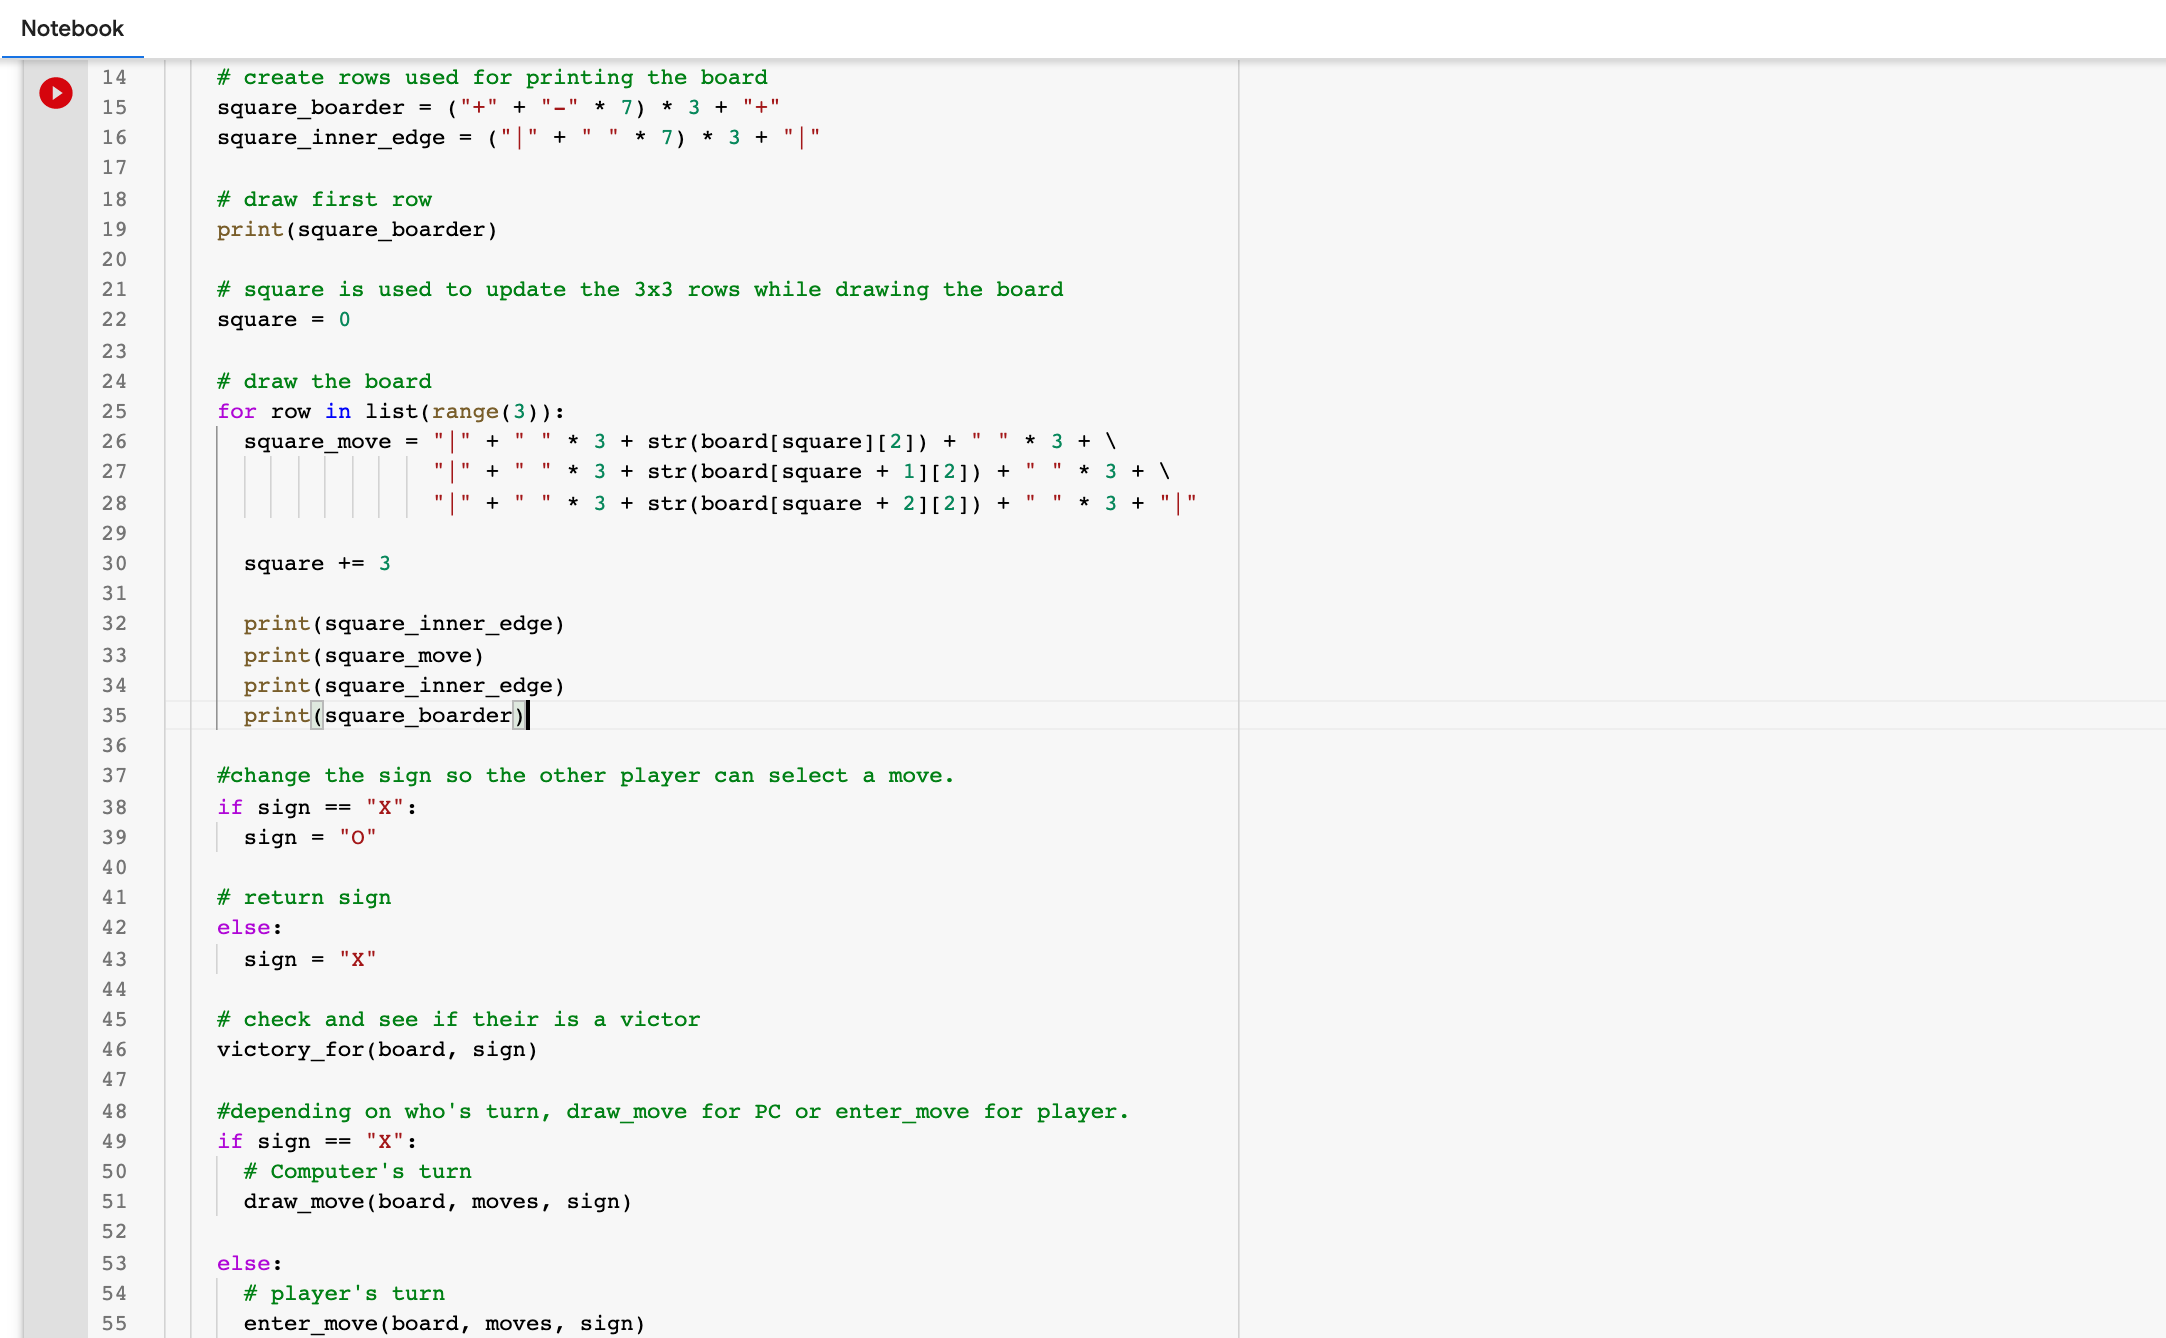 Notebook
14 # create rows used for printing the board
15 square_boarder = ("+" + "-" * 7) * 3 + "+"
16 square_inner_edge = ("|" + " " * 7) * 3 + "|"
17
18 # draw first row
19 print(square_boarder)
20
21 # square is used to update the 3x3 rows while drawing the board
22 square = 0
23
24 # draw the board
25 for row in list(range(3)):
26 square_move = "|" + " " * 3 + str(board[square][2]) + " " * 3 + \
27 "|" + " " * 3 + str(board[square + 1][2]) + " " * 3 + \
28 "|" + " " * 3 + str(board[square + 2][2]) + " " * 3 + "|"
29
30 square += 3
31
32 print(square_inner_edge)
33 print(square_move)
34 print(square_inner_edge)
35 print(square_boarder)
36
37 #change the sign so the other player can select a move.
38 if sign == "X":
39 sign = "O"
40
41 # return sign
42 else:
43 sign = "X"
44
45 # check and see if their is a victor
46 victory_for(board, sign)
47
48 #depending on who's turn, draw_move for PC or enter_move for player.
49 if sign == "X":
50 # Computer's turn
51 draw_move(board, moves, sign)
52
53 else:
54 # player's turn
55 enter_move(board, moves, sign)